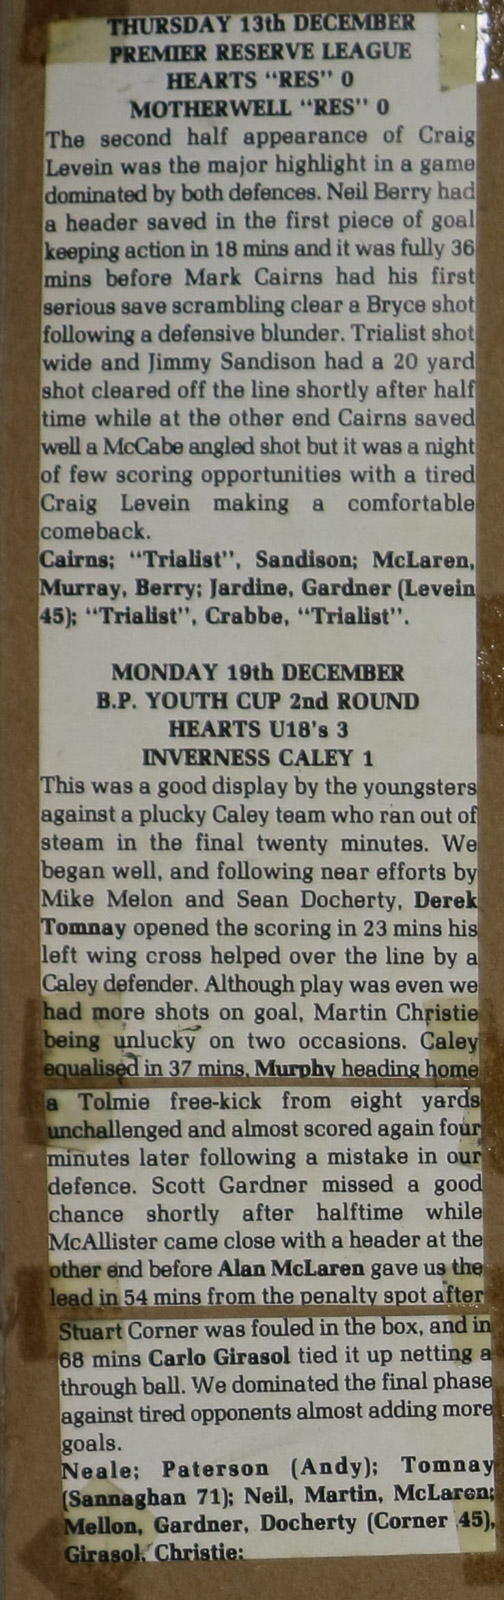 THURSDAY 13th DECEMBER
PREMIER RESERVE LEAGUE
HEARTS "RES" 0
MOTHERWELL "RES" 0
The second half appearance of Craig
Levein was the major highlight in a game
dominated by both defences. Neil Berry had
a header saved in the first piece of goal
keeping action in 18 mins and it was fully 36
mins before Mark Cairns had his first
serious save scrambling clear a Bryce shot
following a defensive blunder. Trialist shot
wide and Jimmy Sandison had a 20 yard
shot cleared off the line shortly after half
time while at the other end Cairns saved
well a McCabe angled shot but it was a night
of few scoring opportunities with a tired
Craig Levein making a comfortable
comeback.
Cairns; "Trialist", Sandison; McLaren,
Murray, Berry; Jardine, Gardner (Levein
45); "Trialist", Crabbe, "Trialist".
MONDAY 19th DECEMBER
B.P. YOUTH CUP 2nd ROUND
HEARTS U18's 3
INVERNESS CALEY 1
This was a good display by the youngsters
against a plucky Caley team who ran out of
steam in the final twenty minutes. We
began well, and following near efforts by
Mike Melon and Sean Docherty, Derek
Tomnay opened the scoring in 23 mins his
left wing cross helped over the line by a
Caley defender. Although play was even we
had more shots on goal, Martin Christie
being unlucky on two occasions. Caley
equalised in 37 mins, Murphy heading home
a Tolmie free-kick from eight yards
unchallenged and almost scored again four
minutes later following a mistake in our
defence. Scott Gardner missed a good
chance shortly after halftime while
McAllister came close with a header at the
other end before Alan McLaren gave us the
lead in 54 mins from the penalty spot after
Stuart Corner was fouled in the box, and in
68 mins Carlo Girasol tied it up netting a
through ball. We dominated the final phase
against tired opponents almost adding more
goals.
Neale; Paterson (Andy); Tomnay
(Sannaghan 71); Neil, Martin, McLaren;
Mellon, Gardner, Docherty (Corner 45),
Girasol, Christie: